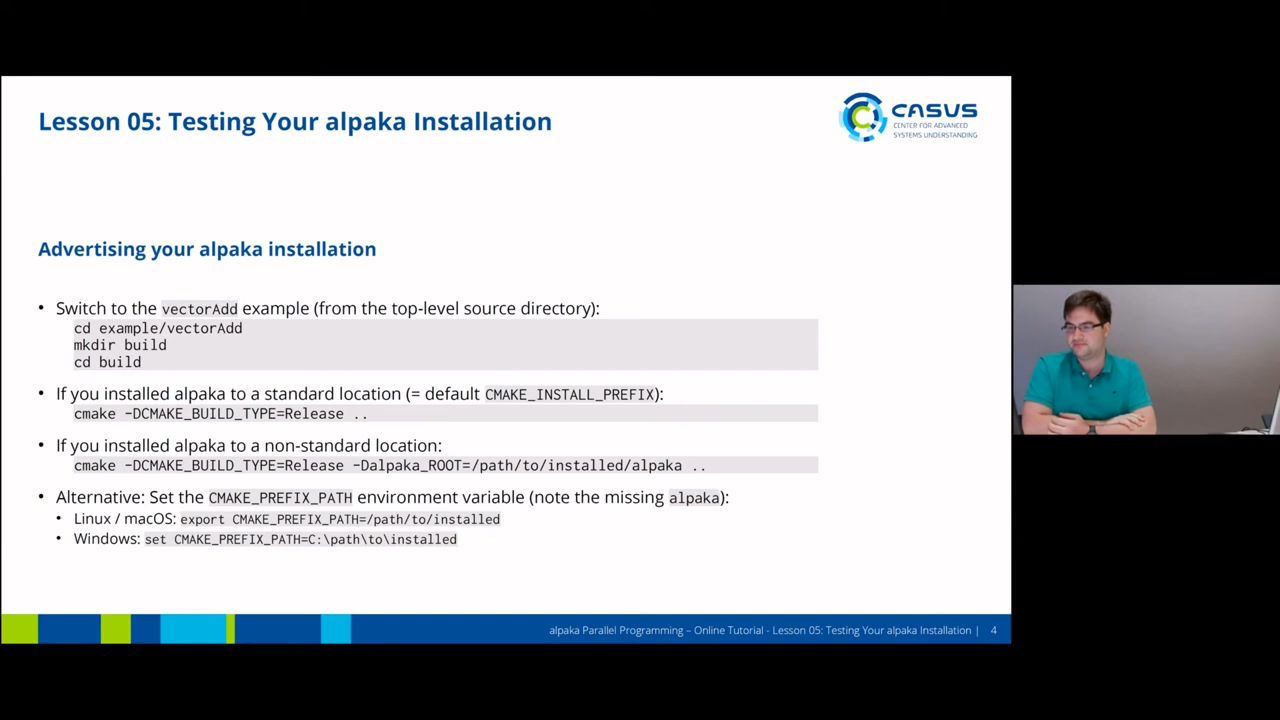 Lesson 05: Testing Your alpaka Installation
CASUS
CENTER FOR ADVANCED
SYSTEMS UNDERSTANDING
Advertising your alpaka installation
• Switch to the vectorAdd example (from the top-level source directory):
cd example/vectorAdd
mkdir build
cd build
• If you installed alpaka to a standard location (= default CMAKE_INSTALL_PREFIX):
cmake -DCMAKE_BUILD_TYPE=Release ..
• If you installed alpaka to a non-standard location:
cmake -DCMAKE_BUILD_TYPE=Release -Dalpaka_ROOT=/path/to/installed/alpaka ..
• Alternative: Set the CMAKE_PREFIX_PATH environment variable (note the missing alpaka):
• Linux / macOS: export CMAKE_PREFIX_PATH=/path/to/installed
• Windows: set CMAKE_PREFIX_PATH=C:\path\to\installed
alpaka Parallel Programming – Online Tutorial - Lesson 05: Testing Your alpaka Installation | 4